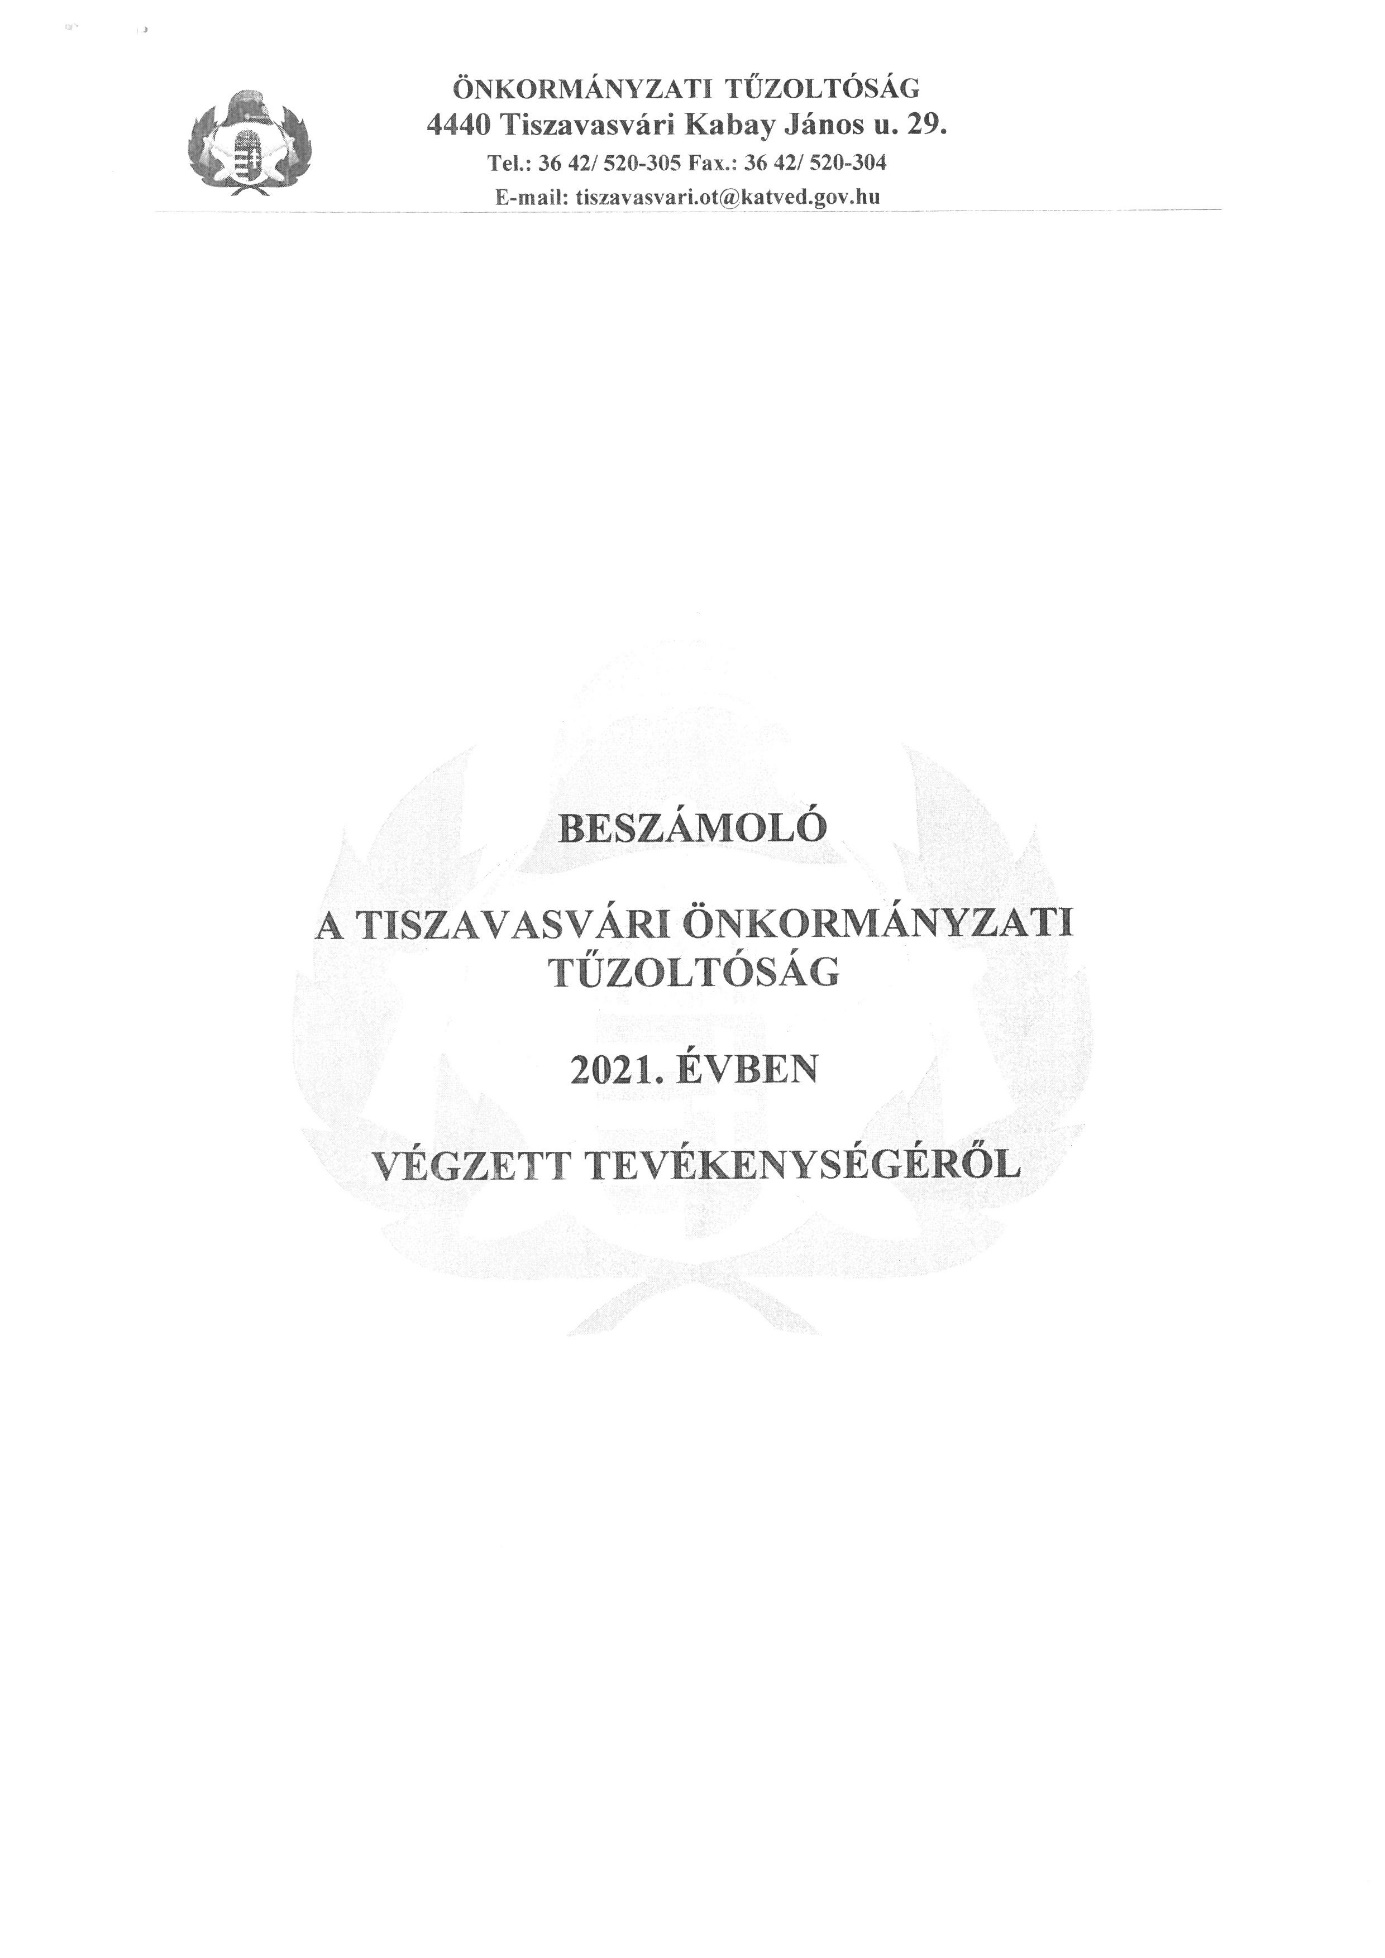 ÖNKORMÁNYZATI TŰZOLTÓSÁG
4440 Tiszavasvári Kabay János u. 29.
Tel.: 36 42/ 520-305 Fax.: 36 42/ 520-304
E-mail: tiszavasvari.ot@katved.gov.hu
BESZÁMOLÓ
A TISZAVASVÁRI ÖNKORMÁNYZATI
TŰZOLTÓSÁG
2021. ÉVBEN
VÉGZETT TEVÉKENYSÉGÉRŐL